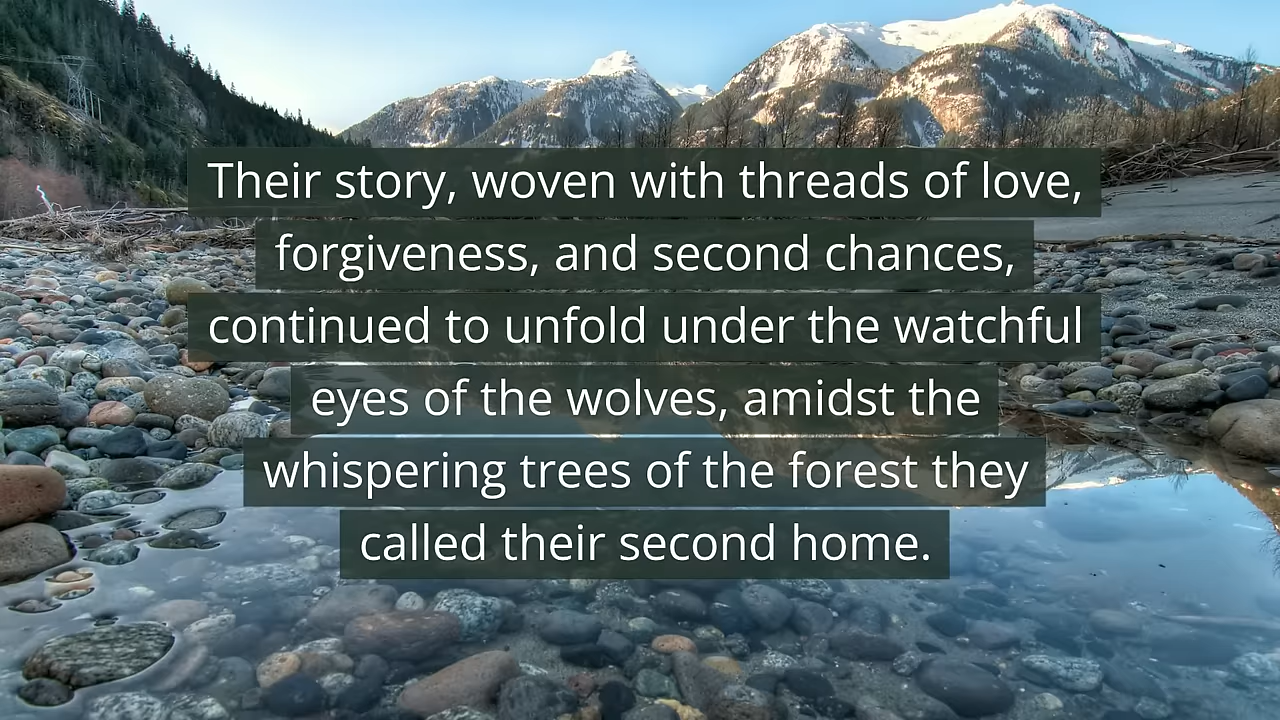 Their story, woven with threads of love,
forgiveness, and second chances,
continued to unfold under the watchful
eyes of the wolves, amidst the
whispering trees of the forest they
called their second home.